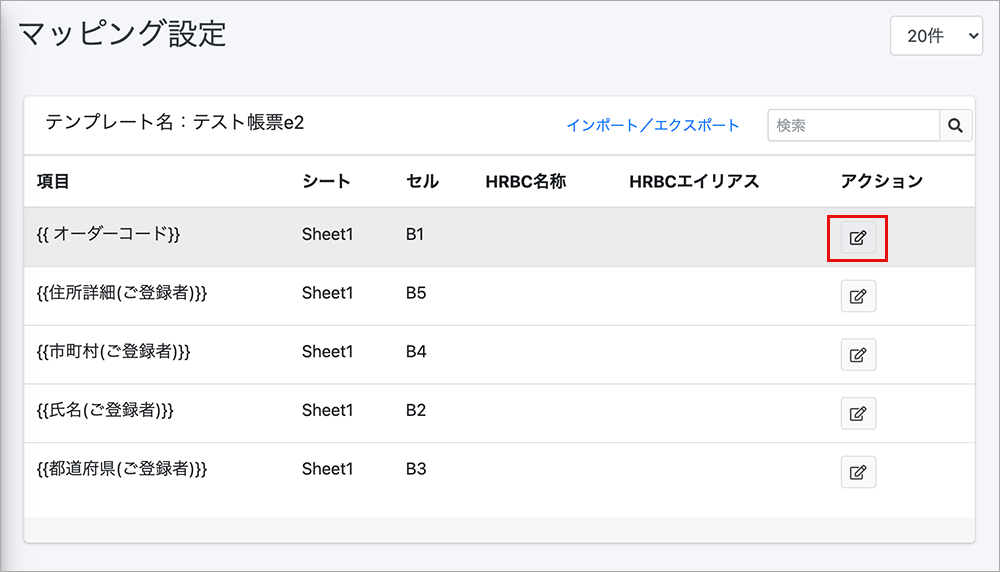 マッピング設定
20件
テンプレート名：テスト帳票e2
インポート／エクスポート
検索
項目 シート セル HRBC名称 HRBCエイリアス アクション
{{ オーダーコード}} Sheet1 B1
{{住所詳細(ご登録者)}} Sheet1 B5
{{市町村(ご登録者)}} Sheet1 B4
{{氏名(ご登録者)}} Sheet1 B2
{{都道府県(ご登録者)}} Sheet1 B3